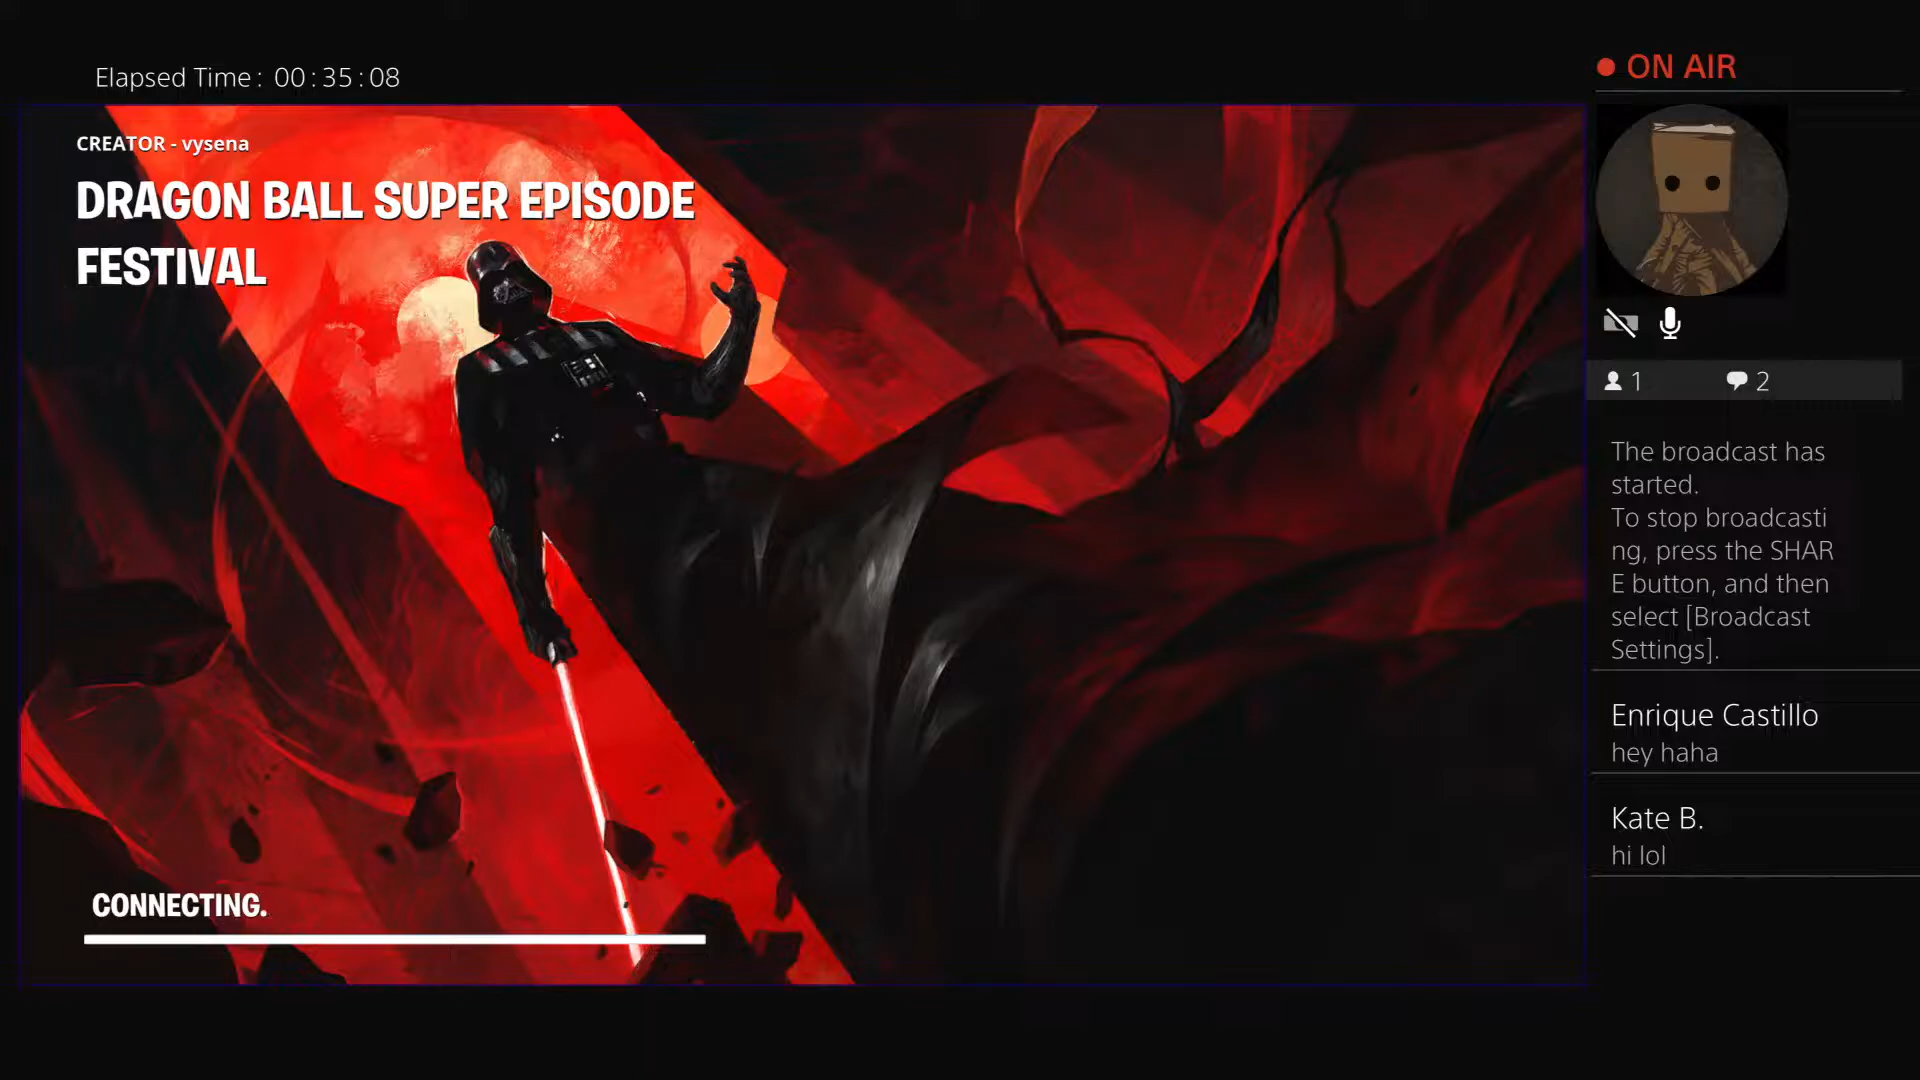 Elapsed Time: 00:35:08
ON AIR
CREATOR - vysena
DRAGON BALL SUPER EPISODE
FESTIVAL
1
2
The broadcast has
started.
To stop broadcasti
ng, press the SHAR
E button, and then
select [Broadcast
Settings].
Enrique Castillo
hey haha
Kate B.
hi lol
CONNECTING.